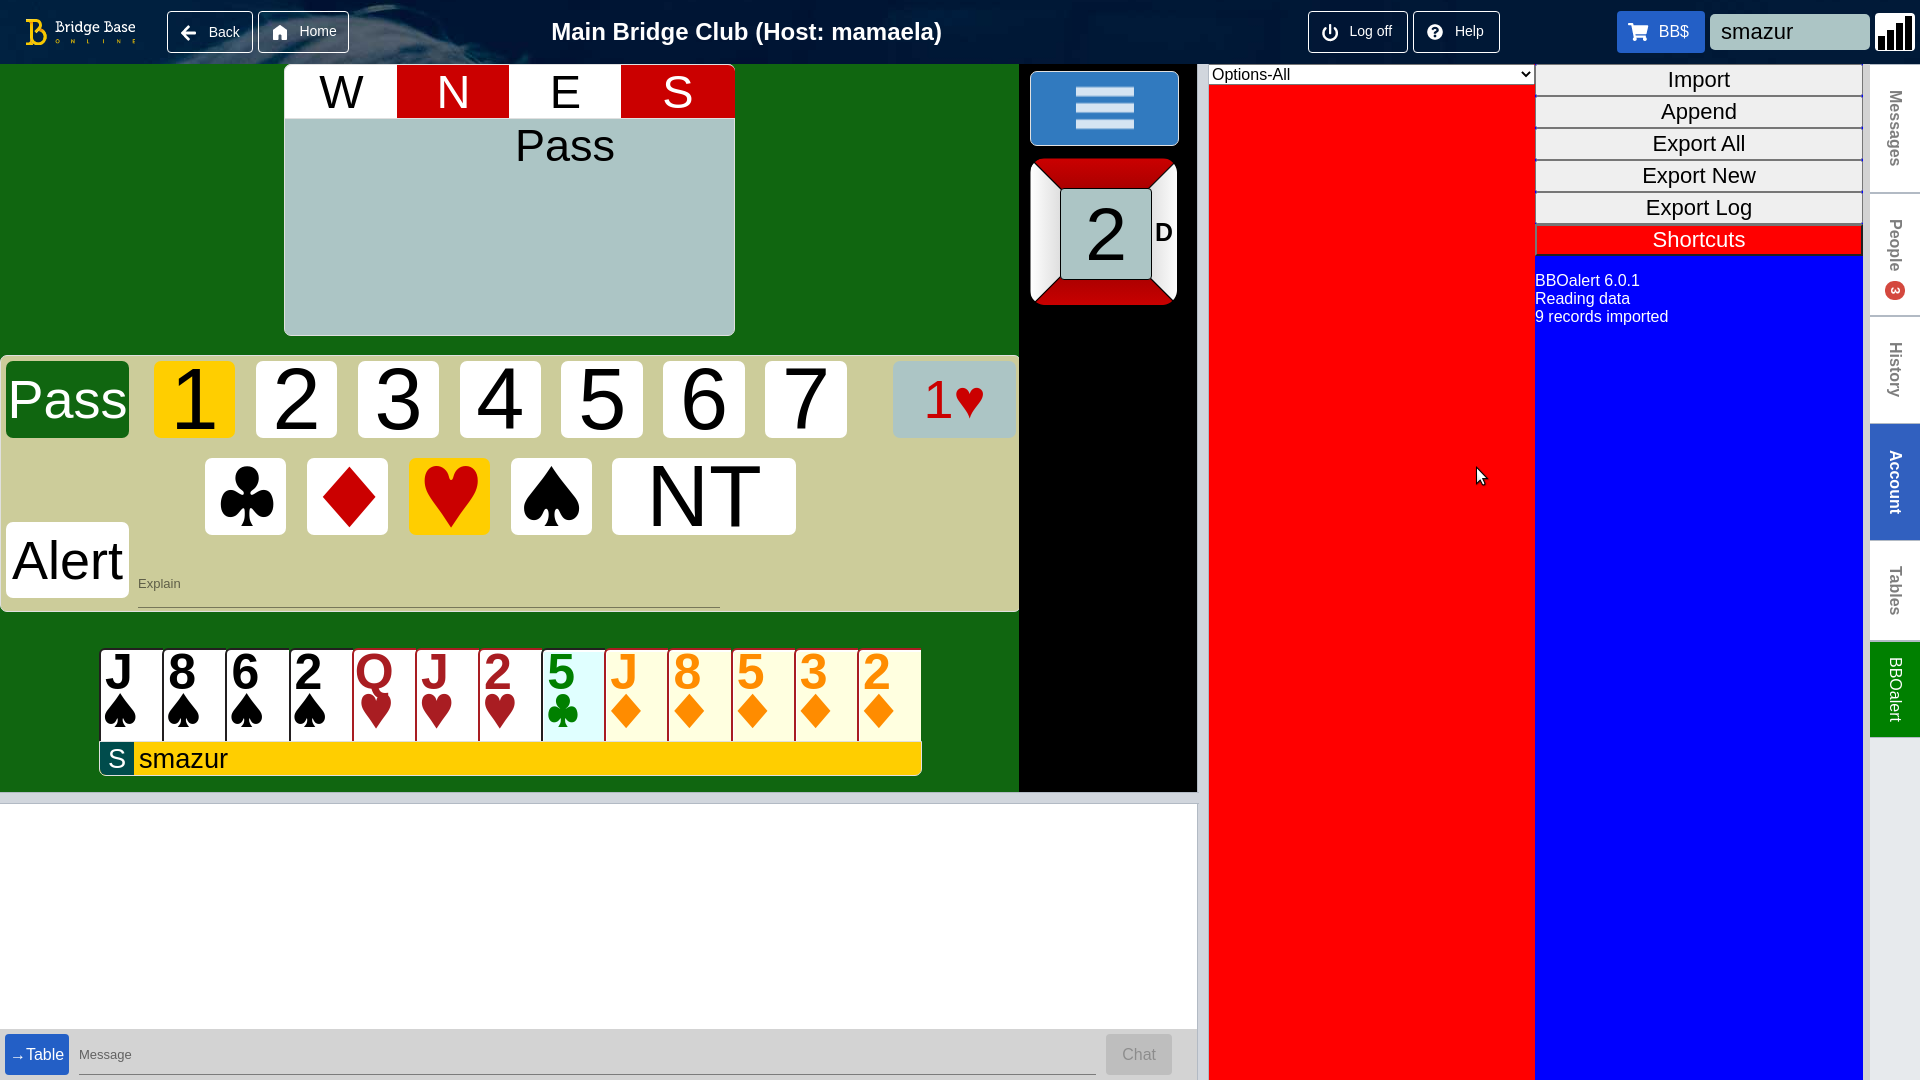 Bridge Base
ONLINE
Back
Home
Main Bridge Club (Host: mamaela)
Log off
Help
BB$
smazur
W N E S
Pass
2
D
Options-All
Import
Append
Export All
Export New
Export Log
Shortcuts
BBOalert 6.0.1
Reading data
9 records imported
Messages
People 3
History
Account
Tables
BBOalert
Pass 1 2 3 4 5 6 7 1♥
♣ ♦ ♥ ♠ NT
Alert
Explain
J 8 6 2 Q J 2 5 J 8 5 3 2
♠ ♠ ♠ ♠ ♥ ♥ ♥ ♣ ♦ ♦ ♦ ♦ ♦
S smazur
→Table
Message
Chat